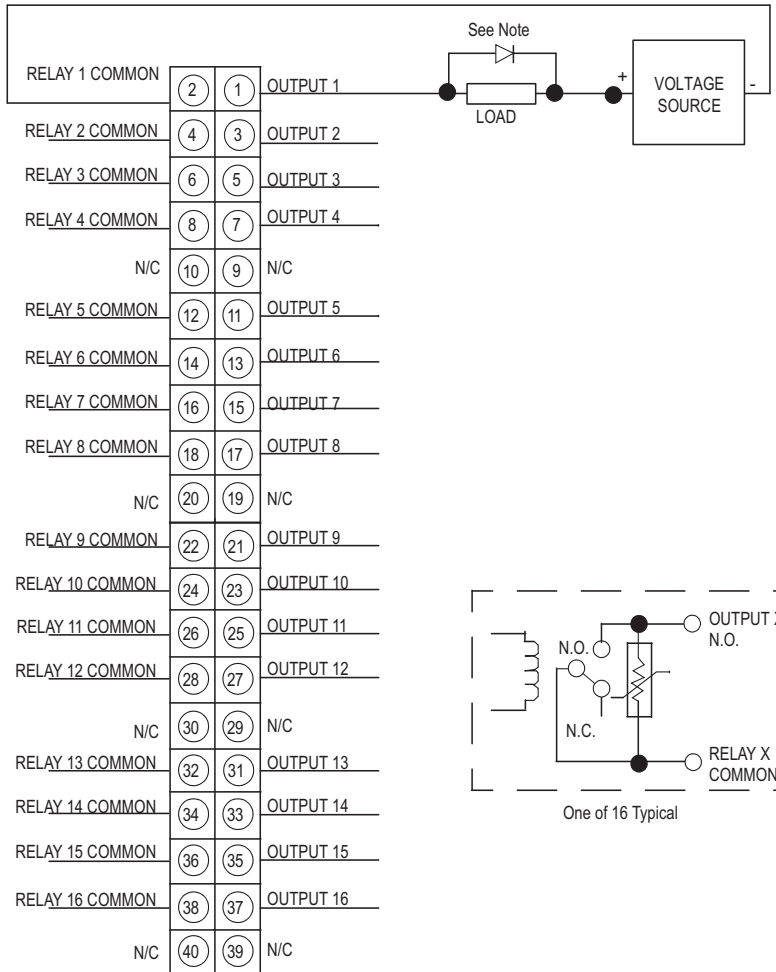 See Note
LOAD
+ VOLTAGE SOURCE -
RELAY 1 COMMON 2 1 OUTPUT 1
RELAY 2 COMMON 4 3 OUTPUT 2
RELAY 3 COMMON 6 5 OUTPUT 3
RELAY 4 COMMON 8 7 OUTPUT 4
N/C 10 9 N/C
RELAY 5 COMMON 12 11 OUTPUT 5
RELAY 6 COMMON 14 13 OUTPUT 6
RELAY 7 COMMON 16 15 OUTPUT 7
RELAY 8 COMMON 18 17 OUTPUT 8
N/C 20 19 N/C
RELAY 9 COMMON 22 21 OUTPUT 9
RELAY 10 COMMON 24 23 OUTPUT 10
RELAY 11 COMMON 26 25 OUTPUT 11
RELAY 12 COMMON 28 27 OUTPUT 12
N/C 30 29 N/C
RELAY 13 COMMON 32 31 OUTPUT 13
RELAY 14 COMMON 34 33 OUTPUT 14
RELAY 15 COMMON 36 35 OUTPUT 15
RELAY 16 COMMON 38 37 OUTPUT 16
N/C 40 39 N/C
OUTPUT X
N.O.
N.O.
N.C.
RELAY X
COMMON
One of 16 Typical